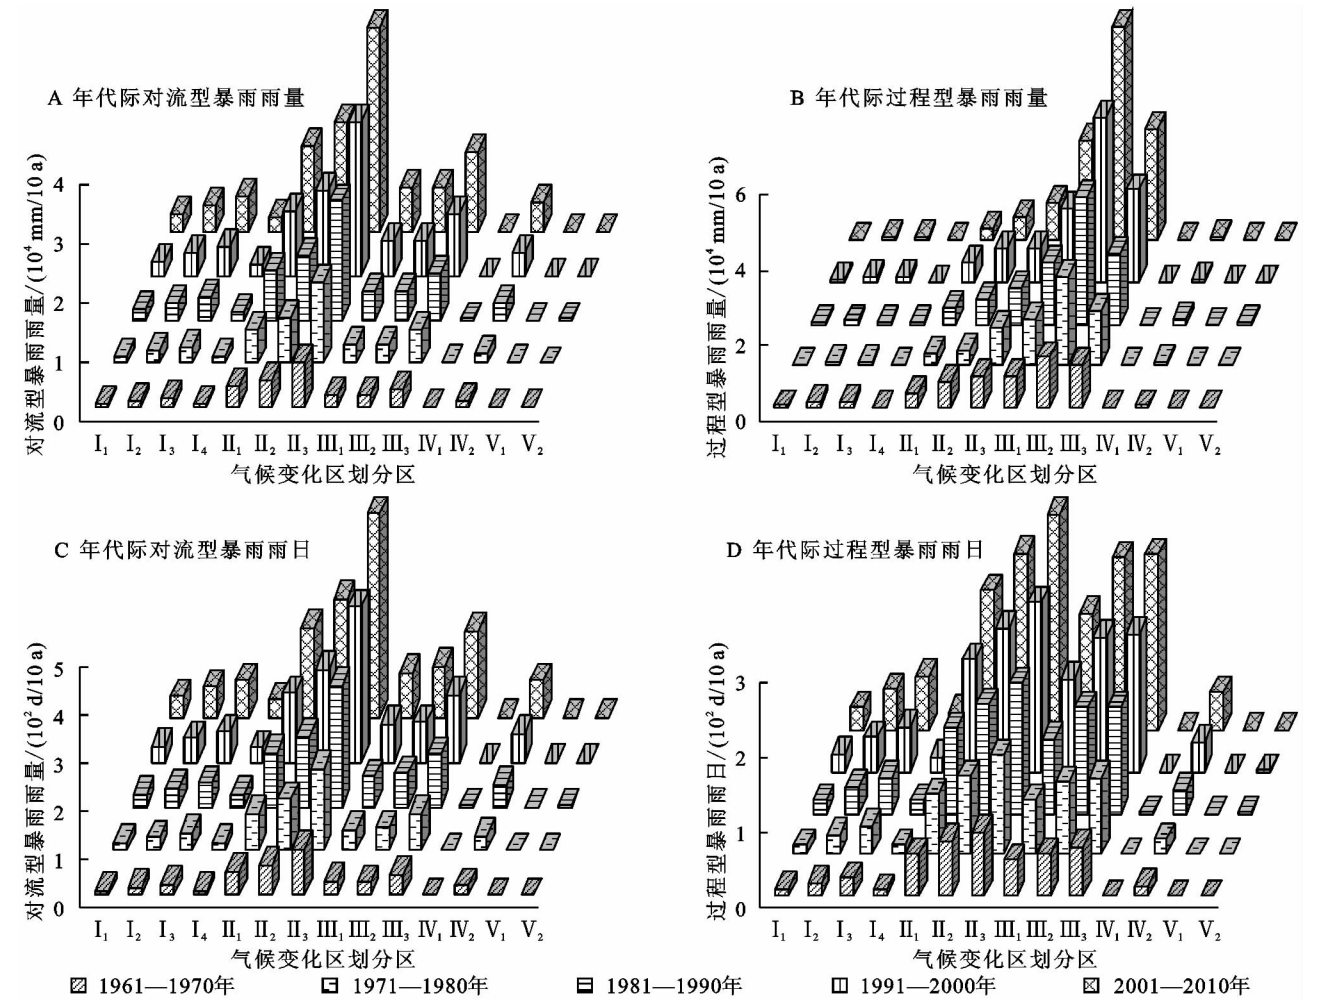 A 年代际对流型暴雨雨量
对流型暴雨雨量/(10⁴ mm/10 a)
4
3
2
1
0
Ⅰ₁ Ⅰ₂ Ⅰ₃ Ⅰ₄ Ⅱ₁ Ⅱ₂ Ⅱ₃ Ⅲ₁ Ⅲ₂ Ⅲ₃ Ⅳ₁ Ⅳ₂ Ⅴ₁ Ⅴ₂
气候变化区划分区
B 年代际过程型暴雨雨量
过程型暴雨雨量/(10⁴ mm/10 a)
6
4
2
0
Ⅰ₁ Ⅰ₂ Ⅰ₃ Ⅰ₄ Ⅱ₁ Ⅱ₂ Ⅱ₃ Ⅲ₁ Ⅲ₂ Ⅲ₃ Ⅳ₁ Ⅳ₂ Ⅴ₁ Ⅴ₂
气候变化区划分区
C 年代际对流型暴雨雨日
对流型暴雨雨量/(10² d/10 a)
5
4
3
2
1
0
Ⅰ₁ Ⅰ₂ Ⅰ₃ Ⅰ₄ Ⅱ₁ Ⅱ₂ Ⅱ₃ Ⅲ₁ Ⅲ₂ Ⅲ₃ Ⅳ₁ Ⅳ₂ Ⅴ₁ Ⅴ₂
气候变化区划分区
D 年代际过程型暴雨雨日
过程型暴雨雨日/(10² d/10 a)
3
2
1
0
Ⅰ₁ Ⅰ₂ Ⅰ₃ Ⅰ₄ Ⅱ₁ Ⅱ₂ Ⅱ₃ Ⅲ₁ Ⅲ₂ Ⅲ₃ Ⅳ₁ Ⅳ₂ Ⅴ₁ Ⅴ₂
气候变化区划分区
1961—1970年 1971—1980年 1981—1990年 1991—2000年 2001—2010年